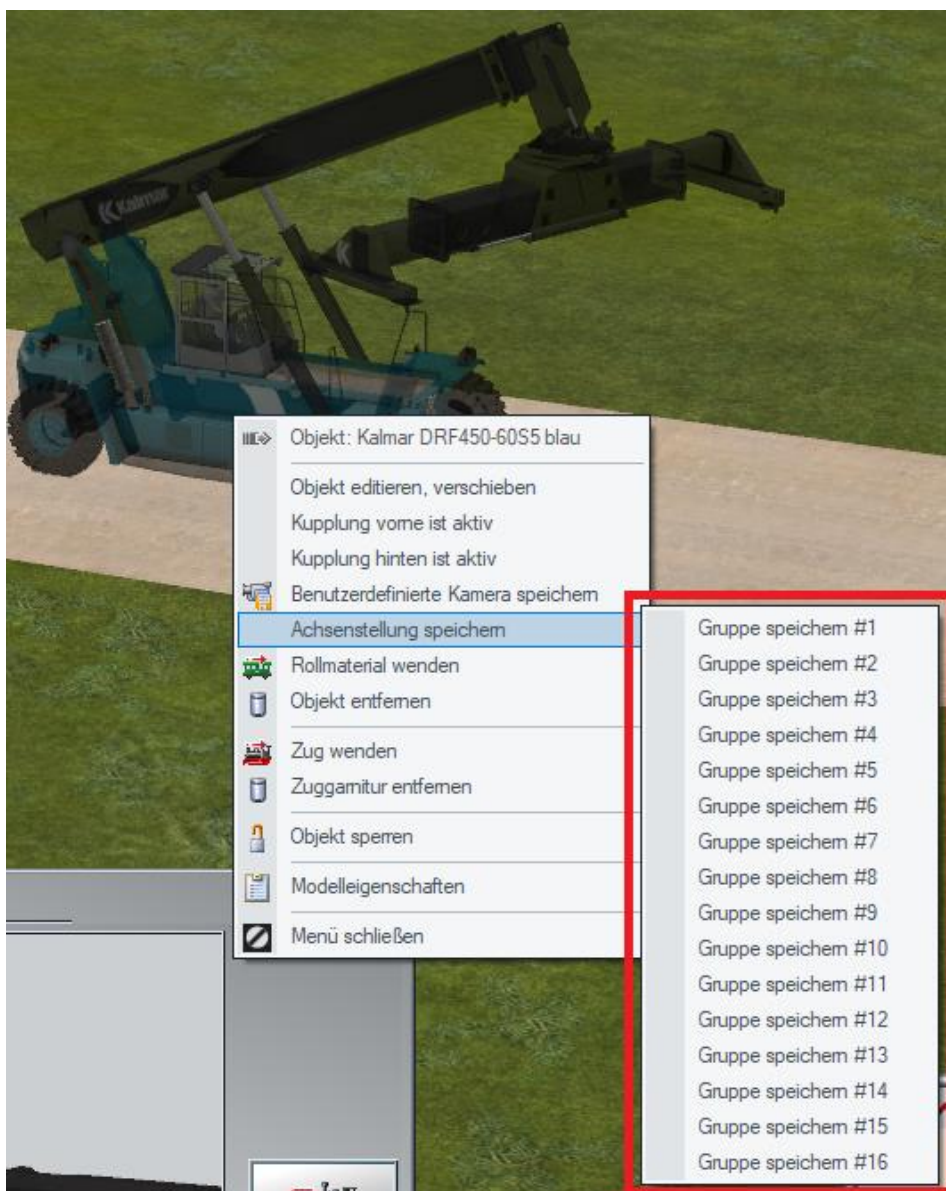 Kalmar
Objekt: Kalmar DRF450-60S5 blau
Objekt editieren, verschieben
Kupplung vorne ist aktiv
Kupplung hinten ist aktiv
Benutzerdefinierte Kamera speichern
Achsenstellung speichern
Rollmaterial wenden
Objekt entfernen
Zug wenden
Zuggarnitur entfernen
Objekt sperren
Modelleigenschaften
Menü schließen
Gruppe speichern #1
Gruppe speichern #2
Gruppe speichern #3
Gruppe speichern #4
Gruppe speichern #5
Gruppe speichern #6
Gruppe speichern #7
Gruppe speichern #8
Gruppe speichern #9
Gruppe speichern #10
Gruppe speichern #11
Gruppe speichern #12
Gruppe speichern #13
Gruppe speichern #14
Gruppe speichern #15
Gruppe speichern #16